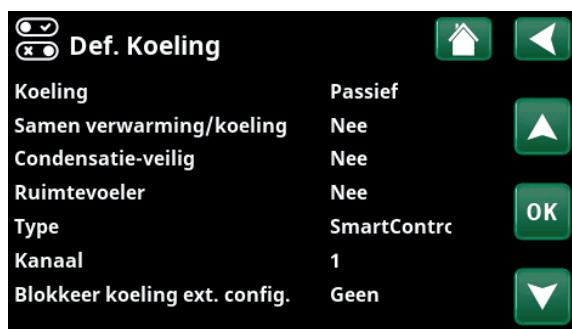 Def. Koeling
Koeling Passief
Samen verwarming/koeling Nee
Condensatie-veilig Nee
Ruimtevoeler Nee
OK
Type SmartContrc
Kanaal 1
Blokkeer koeling ext. config. Geen